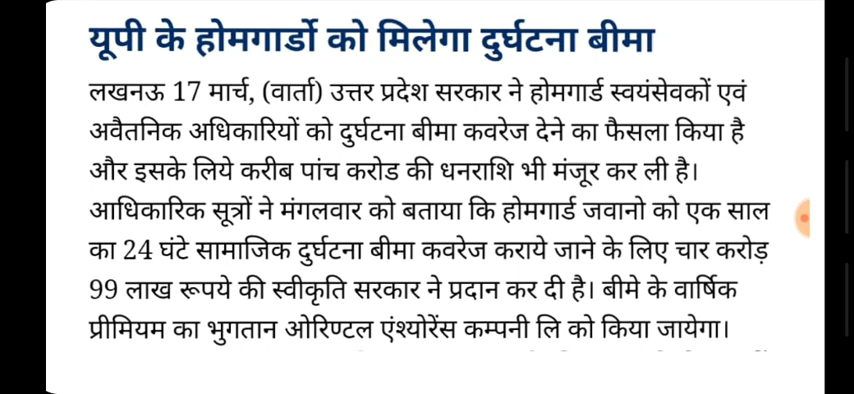 यूपी के होमगार्डो को मिलेगा दुर्घटना बीमा
लखनऊ 17 मार्च, (वार्ता) उत्तर प्रदेश सरकार ने होमगार्ड स्वयंसेवकों एवं
अवैतनिक अधिकारियों को दुर्घटना बीमा कवरेज देने का फैसला किया है
और इसके लिये करीब पांच करोड की धनराशि भी मंजूर कर ली है।
आधिकारिक सूत्रों ने मंगलवार को बताया कि होमगार्ड जवानो को एक साल
का 24 घंटे सामाजिक दुर्घटना बीमा कवरेज कराये जाने के लिए चार करोड़
99 लाख रूपये की स्वीकृति सरकार ने प्रदान कर दी है। बीमे के वार्षिक
प्रीमियम का भुगतान ओरिण्टल एंश्योरेंस कम्पनी लि को किया जायेगा।